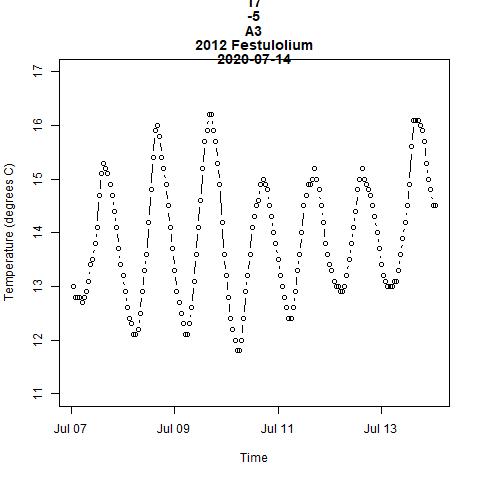 17
-5
A3
2012 Festulolium
2020-07-14
17
16
15
14
13
12
11
Temperature (degrees C)
Jul 07
Jul 09
Jul 11
Jul 13
Time